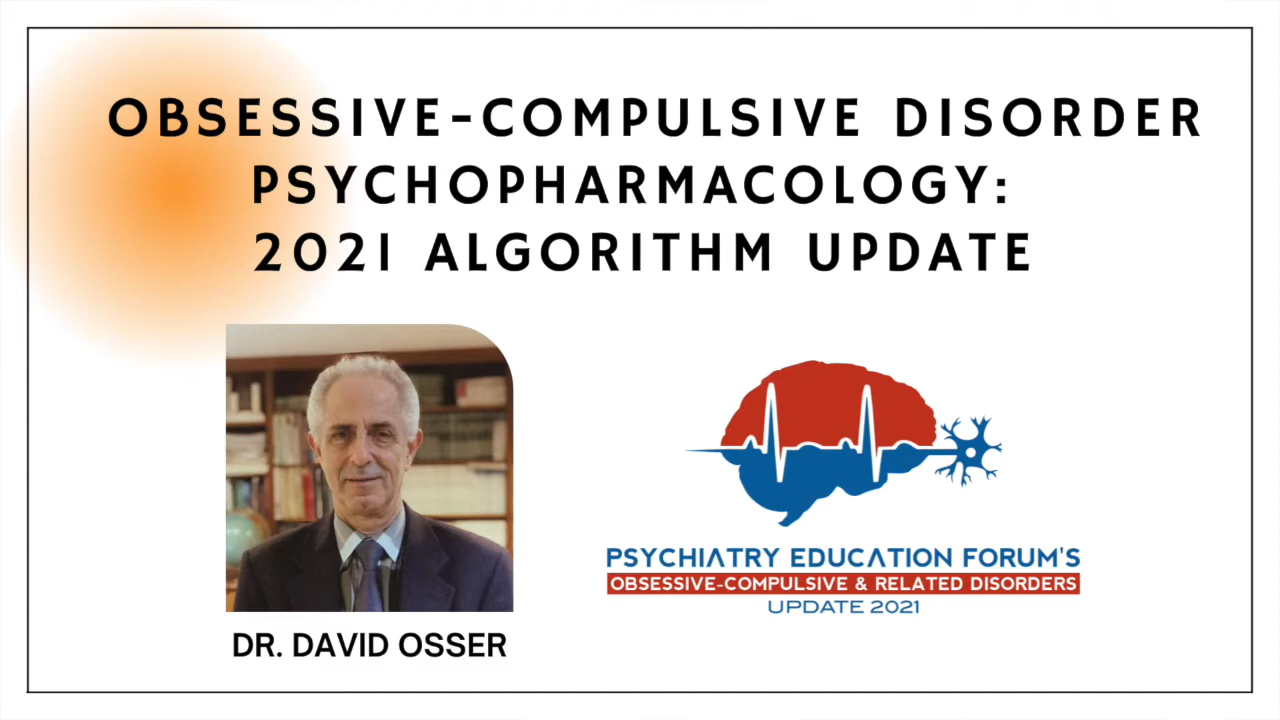 OBSESSIVE-COMPULSIVE DISORDER
PSYCHOPHARMACOLOGY:
2021 ALGORITHM UPDATE
DR. DAVID OSSER
PSYCHIATRY EDUCATION FORUM'S
OBSESSIVE-COMPULSIVE & RELATED DISORDERS
UPDATE 2021